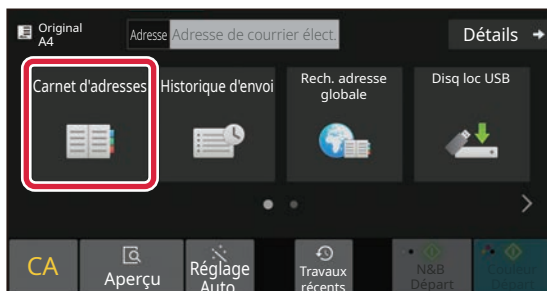 Original
A4
Adresse
Adresse de courrier élect.
Détails
Carnet d'adresses
Historique d'envoi
Rech. adresse
globale
Disq loc USB
CA
Aperçu
Réglage
Auto
Travaux
récents
N&B
Départ
Couleur
Départ